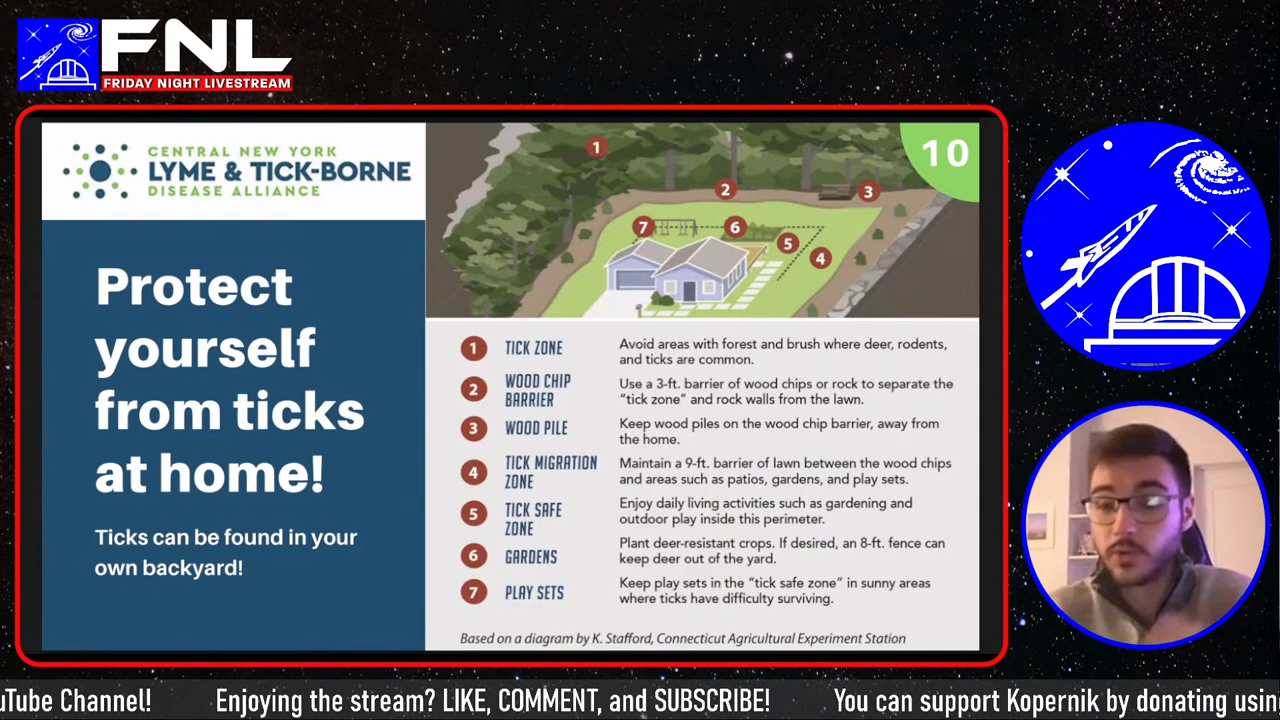 FNL
FRIDAY NIGHT LIVESTREAM
CENTRAL NEW YORK
LYME & TICK-BORNE
DISEASE ALLIANCE
Protect
yourself
from ticks
at home!
Ticks can be found in your
own backyard!
10
1
2
3
7
6
5
4
1 TICK ZONE Avoid areas with forest and brush where deer, rodents,
and ticks are common.
2 WOOD CHIP
BARRIER
Use a 3-ft. barrier of wood chips or rock to separate the
"tick zone" and rock walls from the lawn.
3 WOOD PILE Keep wood piles on the wood chip barrier, away from
the home.
4 TICK MIGRATION
ZONE
Maintain a 9-ft. barrier of lawn between the wood chips
and areas such as patios, gardens, and play sets.
5 TICK SAFE
ZONE
Enjoy daily living activities such as gardening and
outdoor play inside this perimeter.
6 GARDENS Plant deer-resistant crops. If desired, an 8-ft. fence can
keep deer out of the yard.
7 PLAY SETS Keep play sets in the "tick safe zone" in sunny areas
where ticks have difficulty surviving.
Based on a diagram by K. Stafford, Connecticut Agricultural Experiment Station
uTube Channel! Enjoying the stream? LIKE, COMMENT, and SUBSCRIBE! You can support Kopernik by donating usin